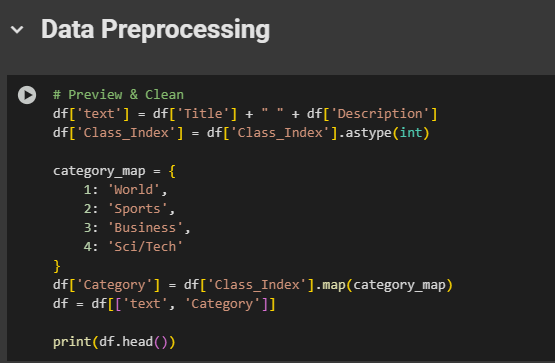 Data Preprocessing
# Preview & Clean
df['text'] = df['Title'] + " " + df['Description']
df['Class_Index'] = df['Class_Index'].astype(int)
category_map = {
    1: 'World',
    2: 'Sports',
    3: 'Business',
    4: 'Sci/Tech'
}
df['Category'] = df['Class_Index'].map(category_map)
df = df[['text', 'Category']]
print(df.head())